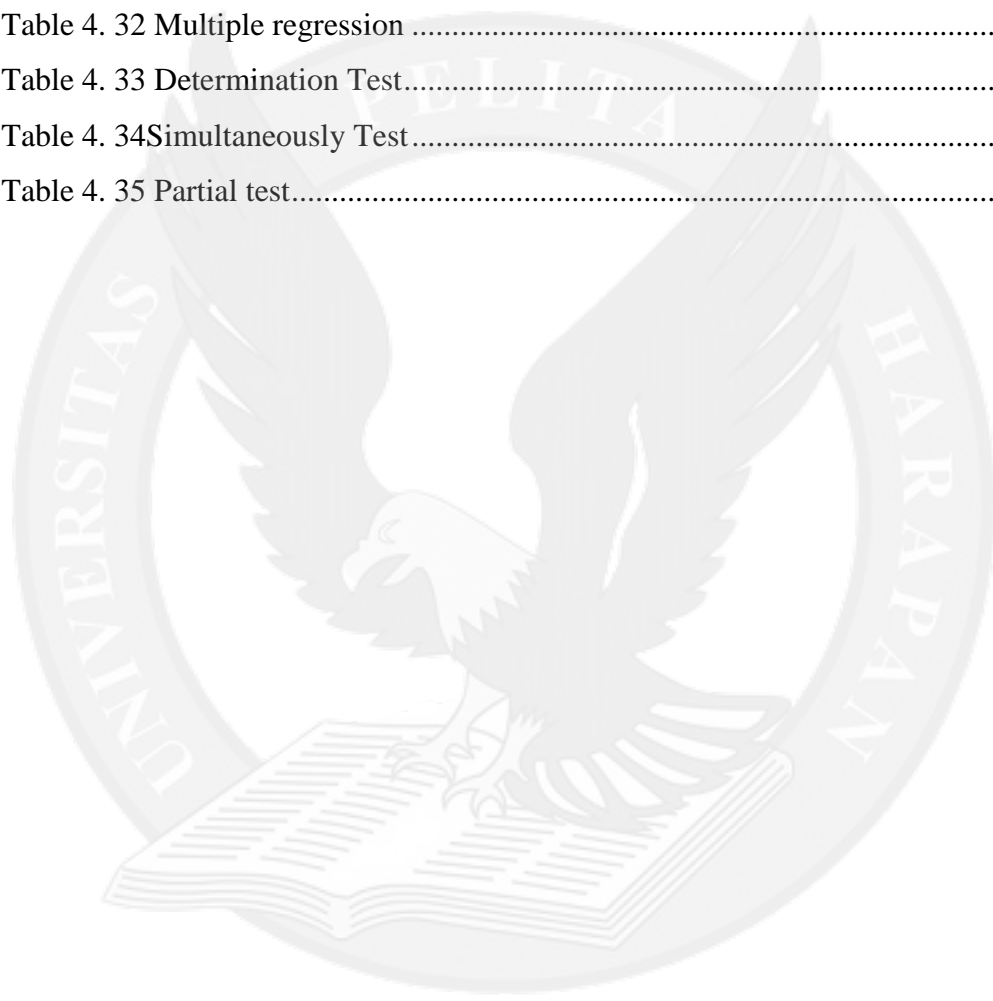 Table 4. 32 Multiple regression ........................................................................
Table 4. 33 Determination Test........................................................................
Table 4. 34Simultaneously Test........................................................................
Table 4. 35 Partial test........................................................................
UNIVERSITAS PELITA HARAPAN